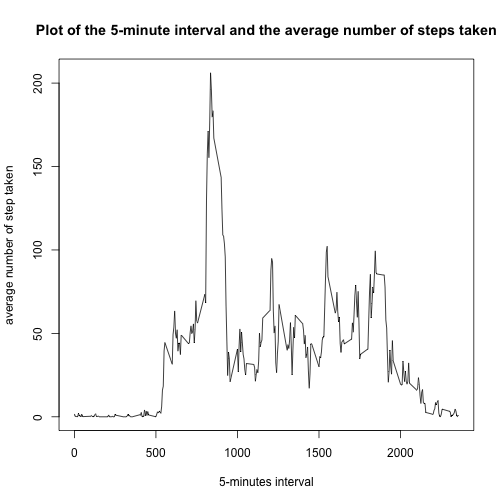 Plot of the 5-minute interval and the average number of steps taken
average number of step taken
200
150
100
50
0
0 500 1000 1500 2000
5-minutes interval